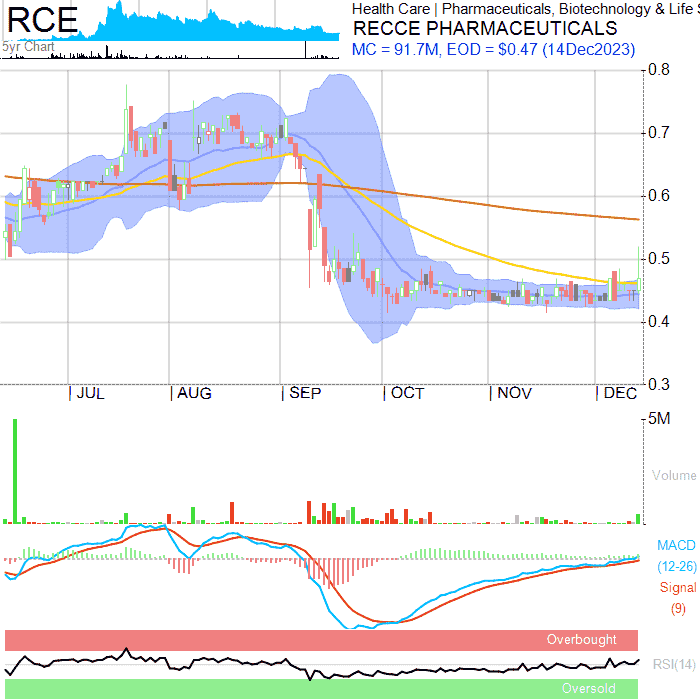 RCE
5yr Chart
Health Care | Pharmaceuticals, Biotechnology & Life S
RECCE PHARMACEUTICALS
MC = 91.7M, EOD = $0.47 (14Dec2023)
0.8
0.7
0.6
0.5
0.4
0.3
| JUL | AUG | SEP | OCT | NOV | DEC
5M
Volume
MACD
(12-26)
Signal
(9)
Overbought
RSI(14)
Oversold